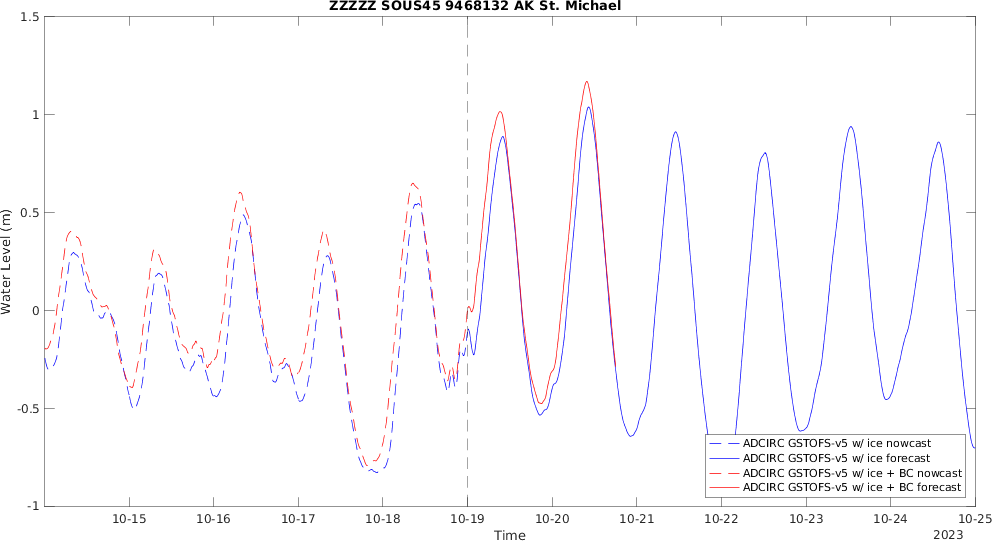 ZZZZZ SOUS45 9468132 AK St. Michael
1.5
1
0.5
0
-0.5
-1
Water Level (m)
10-15 10-16 10-17 10-18 10-19 10-20 10-21 10-22 10-23 10-24 10-25
Time
2023
ADCIRC GSTOFS-v5 w/ ice nowcast
ADCIRC GSTOFS-v5 w/ ice forecast
ADCIRC GSTOFS-v5 w/ ice + BC nowcast
ADCIRC GSTOFS-v5 w/ ice + BC forecast